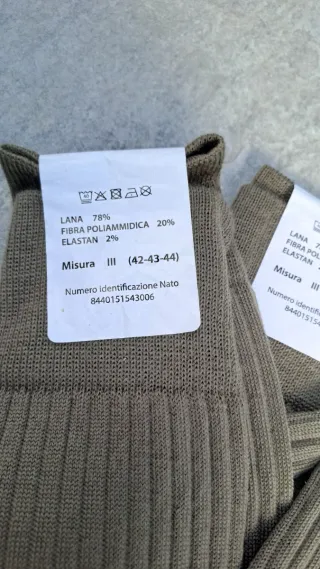 LANA 78%
FIBRA POLIAMMIDICA 20%
ELASTAN 2%
Misura III (42-43-44)
Numero identificazione Nato
8440151543006
LANA
FIBRA
ELASTAN
Misura III
Numero